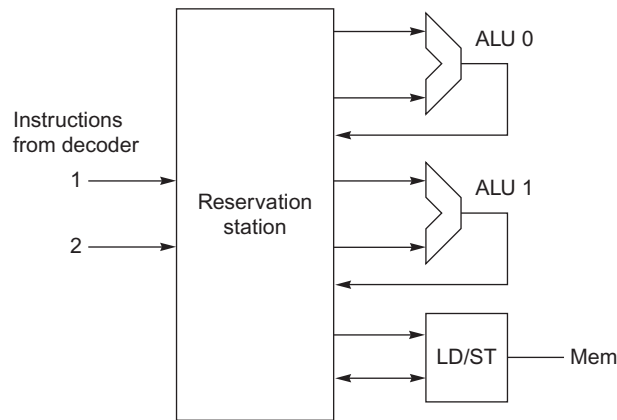 Instructions
from decoder
1
2
Reservation
station
ALU 0
ALU 1
LD/ST
Mem